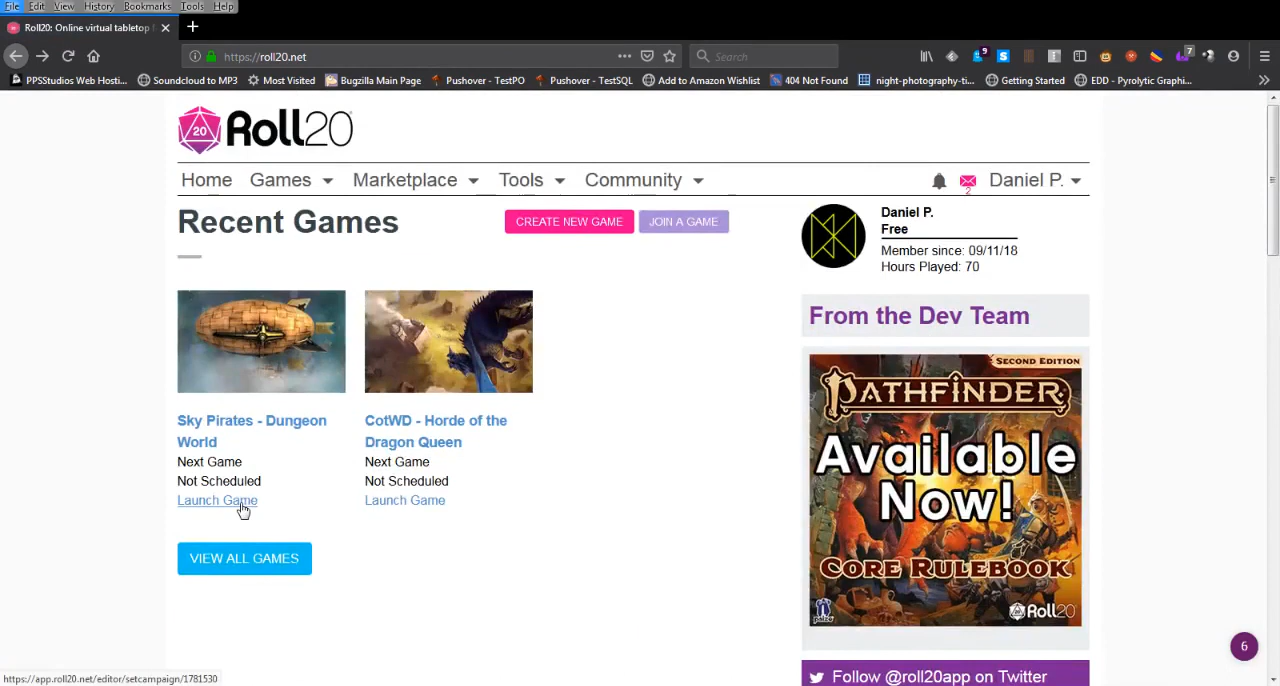 File Edit View History Bookmarks Tools Help
Roll20: Online virtual tabletop
https://roll20.net
Search
9
7
PPSStudios Web Hosti...
Soundcloud to MP3
Most Visited
Bugzilla Main Page
Pushover - TestPO
Pushover - TestSQL
Add to Amazon Wishlist
404 Not Found
night-photography-ti...
Getting Started
EDD - Pyrolytic Graphi...
20 Roll20
Home Games Marketplace Tools Community
2
Daniel P.
Recent Games
CREATE NEW GAME
JOIN A GAME
Daniel P.
Free
Member since: 09/11/18
Hours Played: 70
Sky Pirates - Dungeon
World
Next Game
Not Scheduled
Launch Game
CotWD - Horde of the
Dragon Queen
Next Game
Not Scheduled
Launch Game
VIEW ALL GAMES
From the Dev Team
SECOND EDITION
PATHFINDER
Available
Now!
CORE RULEBOOK
paizo
Roll20
Follow @roll20app on Twitter
6
https://app.roll20.net/editor/setcampaign/1781530